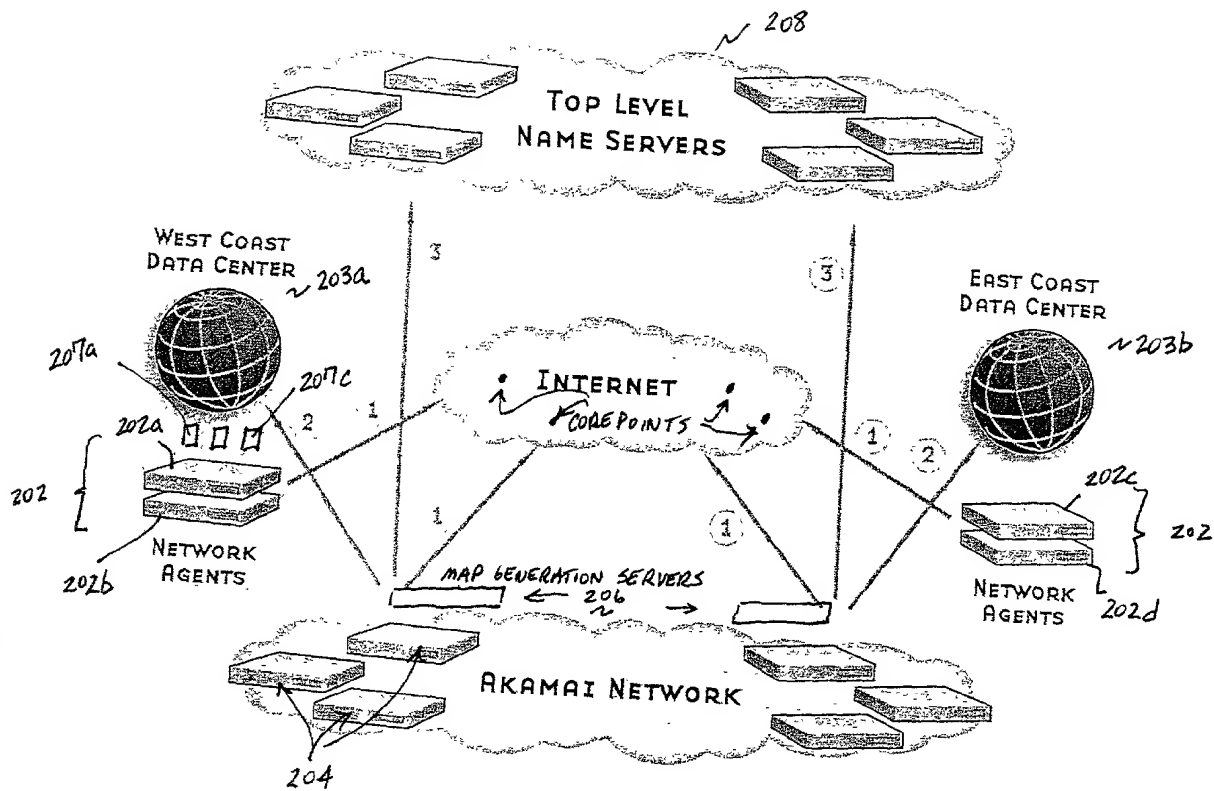 208
TOP LEVEL
NAME SERVERS
WEST COAST
DATA CENTER
203a
3
3
EAST COAST
DATA CENTER
203b
207a
207c
INTERNET
COREPOINTS
202a
2
1
1
2
202
202c
202
1
1
NETWORK
AGENTS
202b
MAP GENERATION SERVERS
206
NETWORK
AGENTS
202d
AKAMAI NETWORK
204